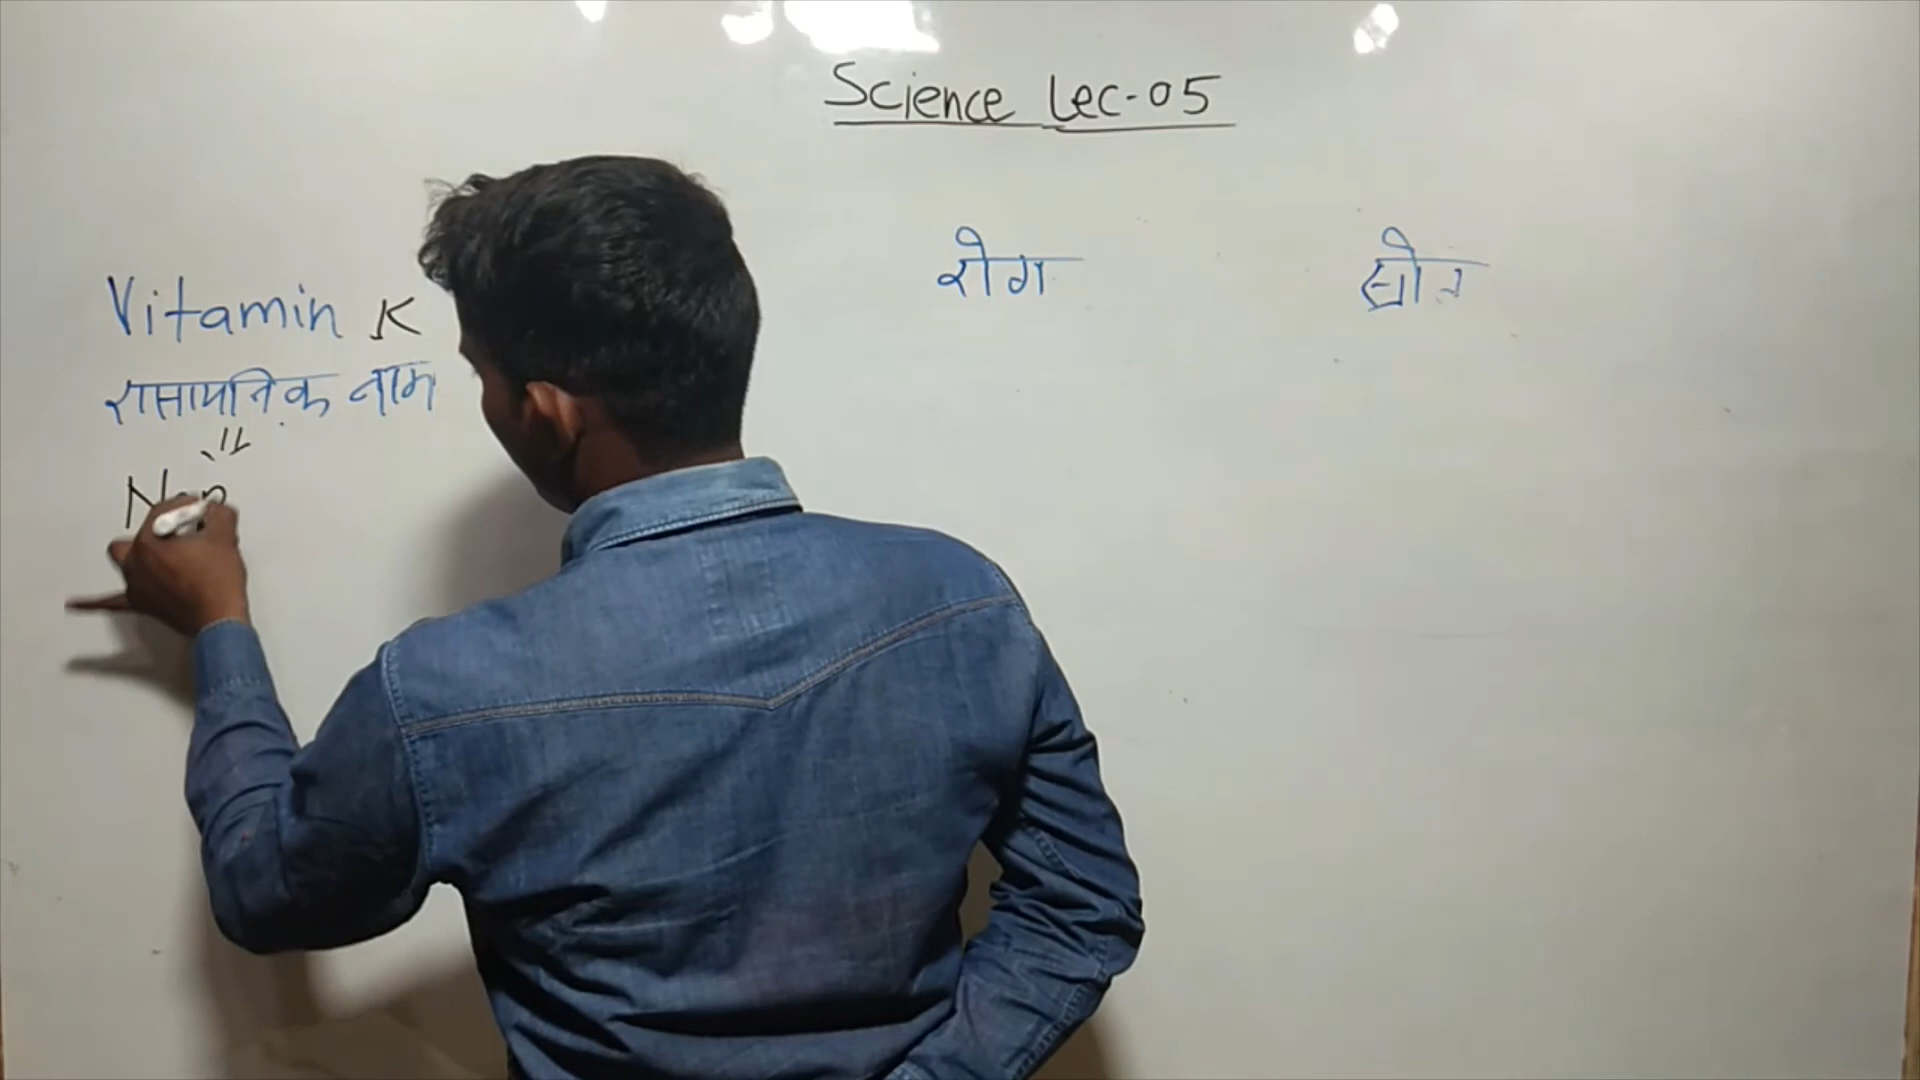 Science Lec-05
रोग
स्रोत
Vitamin K
रासायनिक नाम